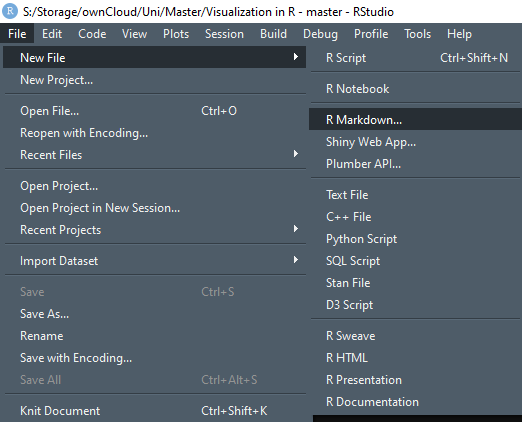 R S:/Storage/ownCloud/Uni/Master/Visualization in R - master - RStudio
File Edit Code View Plots Session Build Debug Profile Tools Help
New File
New Project...
Open File... Ctrl+O
Reopen with Encoding...
Recent Files
Open Project...
Open Project in New Session...
Recent Projects
Import Dataset
Save Ctrl+S
Save As...
Rename
Save with Encoding...
Save All Ctrl+Alt+S
Knit Document Ctrl+Shift+K
R Script Ctrl+Shift+N
R Notebook
R Markdown...
Shiny Web App...
Plumber API...
Text File
C++ File
Python Script
SQL Script
Stan File
D3 Script
R Sweave
R HTML
R Presentation
R Documentation